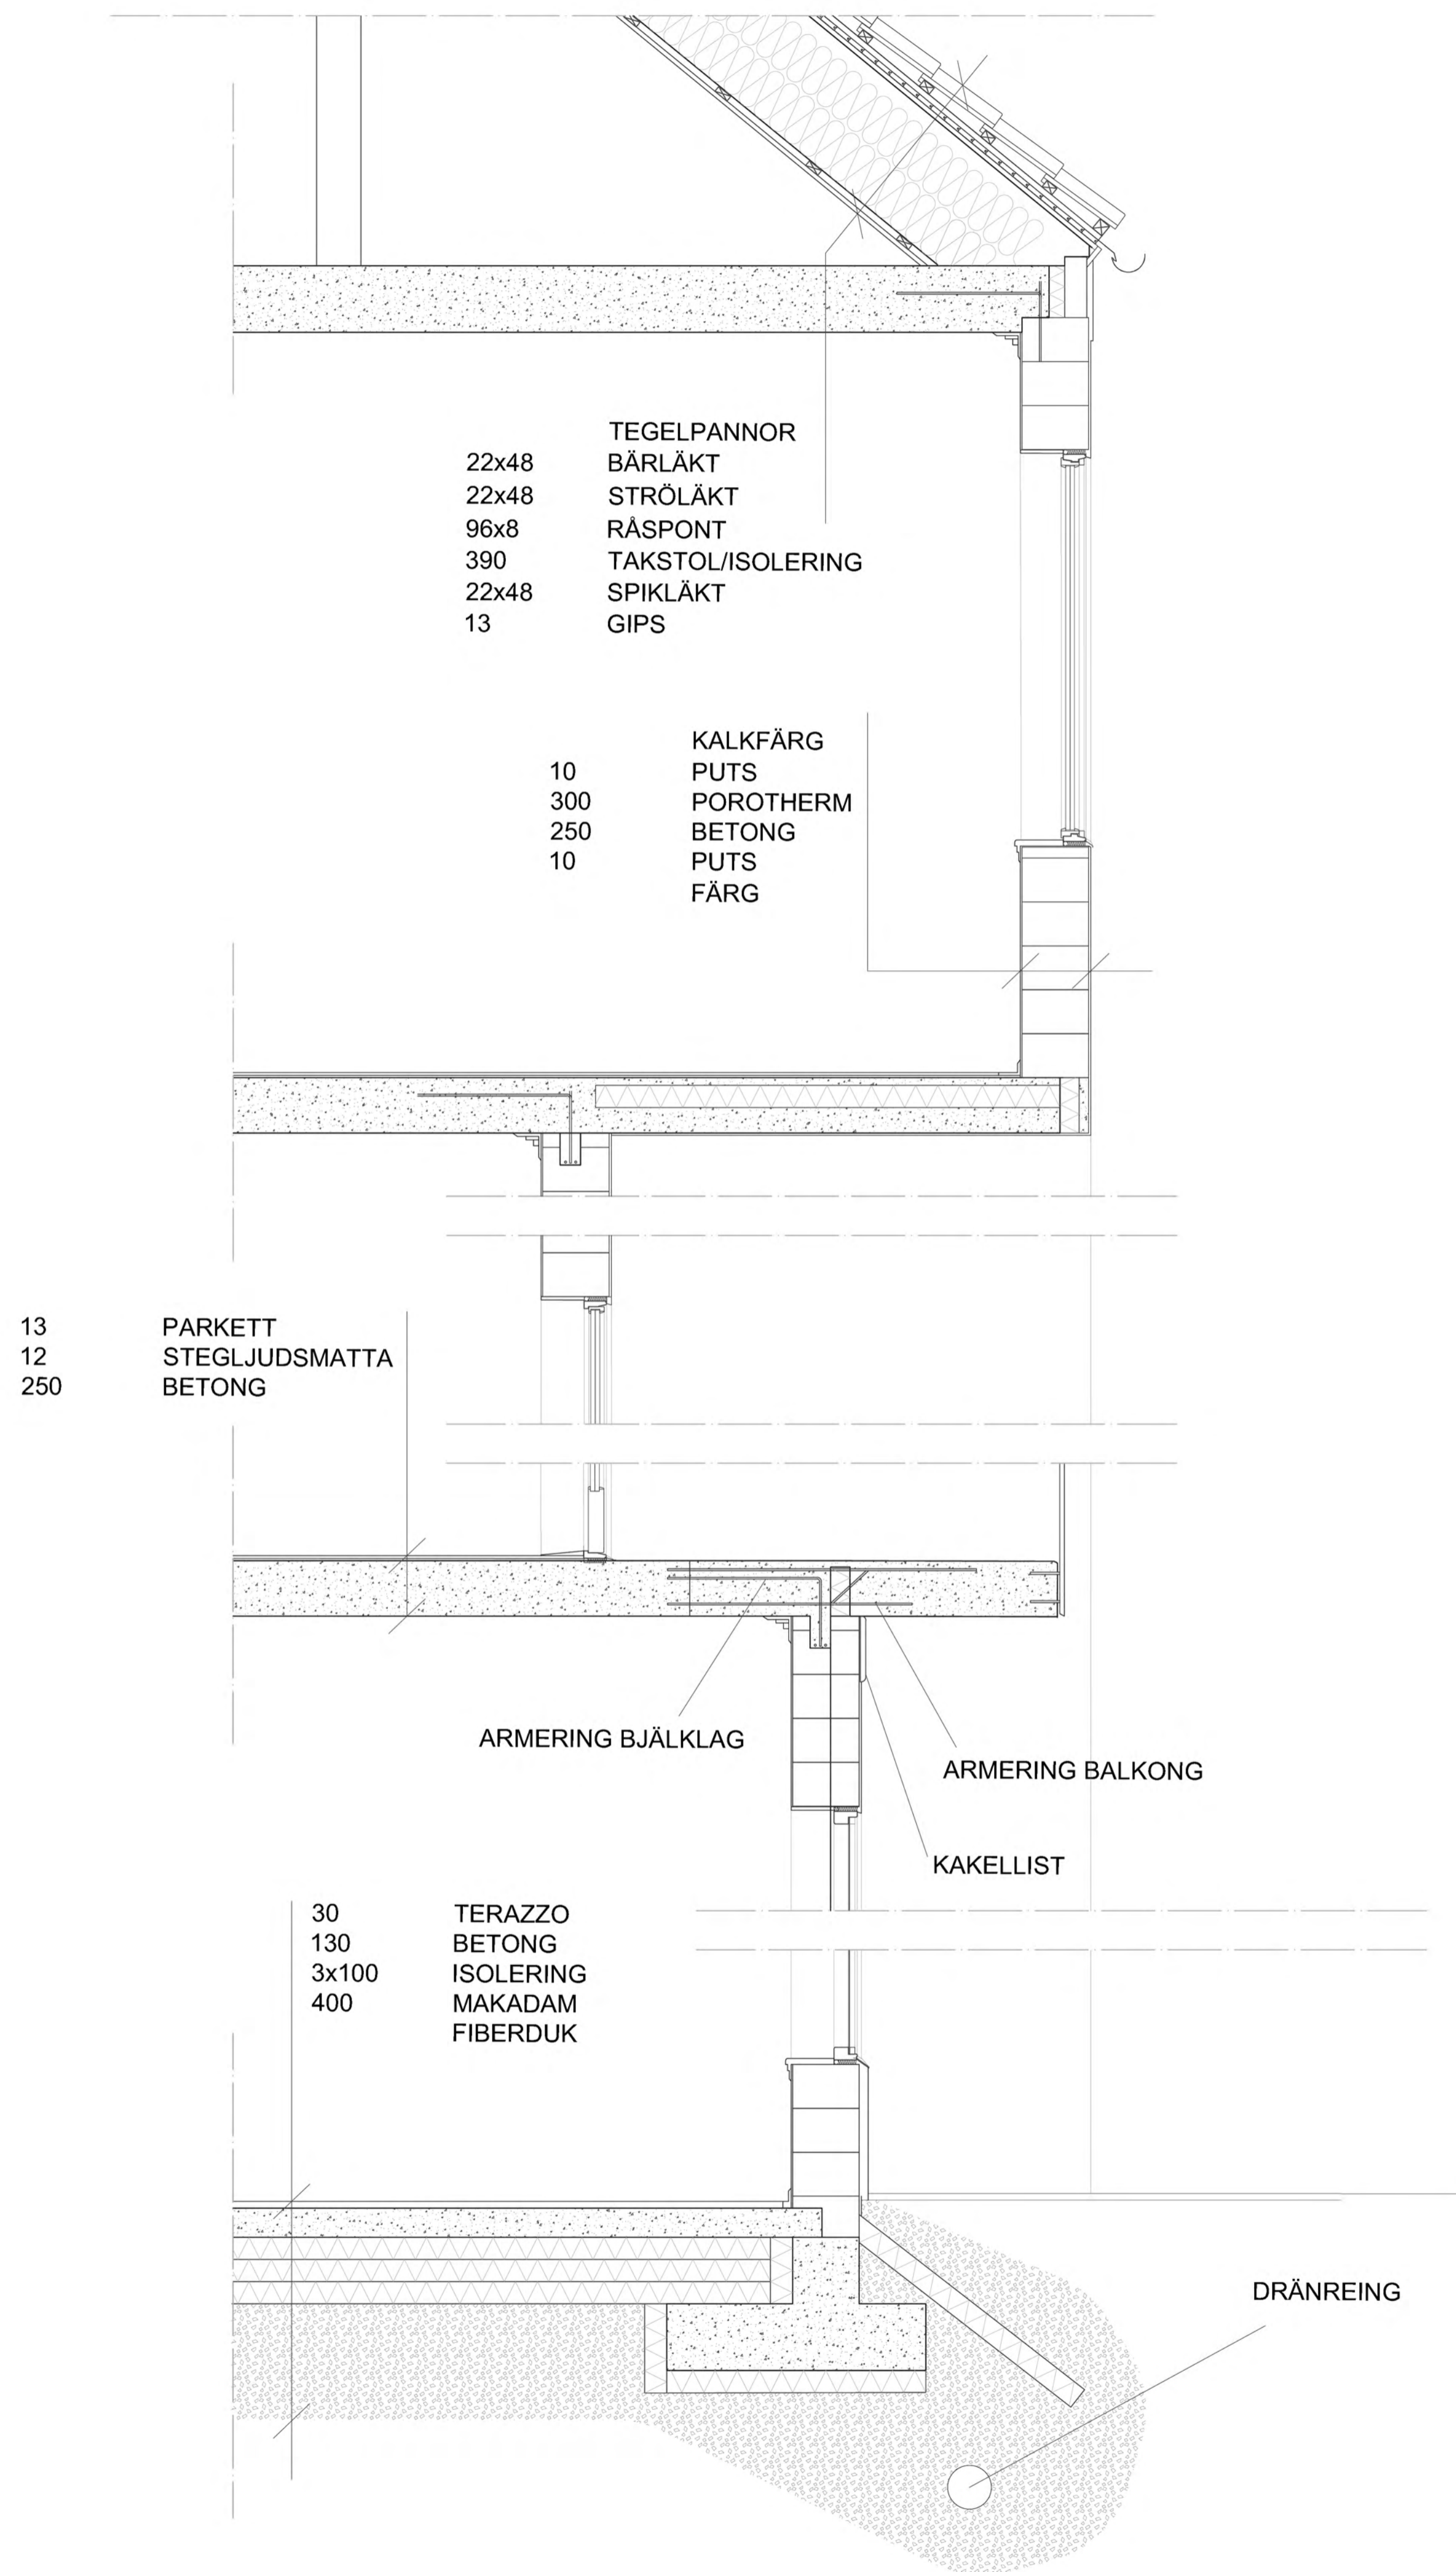 TEGELPANNOR
22x48 BÄRLÄKT
22x48 STRÖLÄKT
96x8 RÅSPONT
390 TAKSTOL/ISOLERING
22x48 SPIKLÄKT
13 GIPS
KALKFÄRG
10 PUTS
300 POROTHERM
250 BETONG
10 PUTS
FÄRG
13 PARKETT
12 STEGLJUDSMATTA
250 BETONG
ARMERING BJÄLKLAG
ARMERING BALKONG
KAKELLIST
30 TERAZZO
130 BETONG
3x100 ISOLERING
400 MAKADAM
FIBERDUK
DRÄNREING